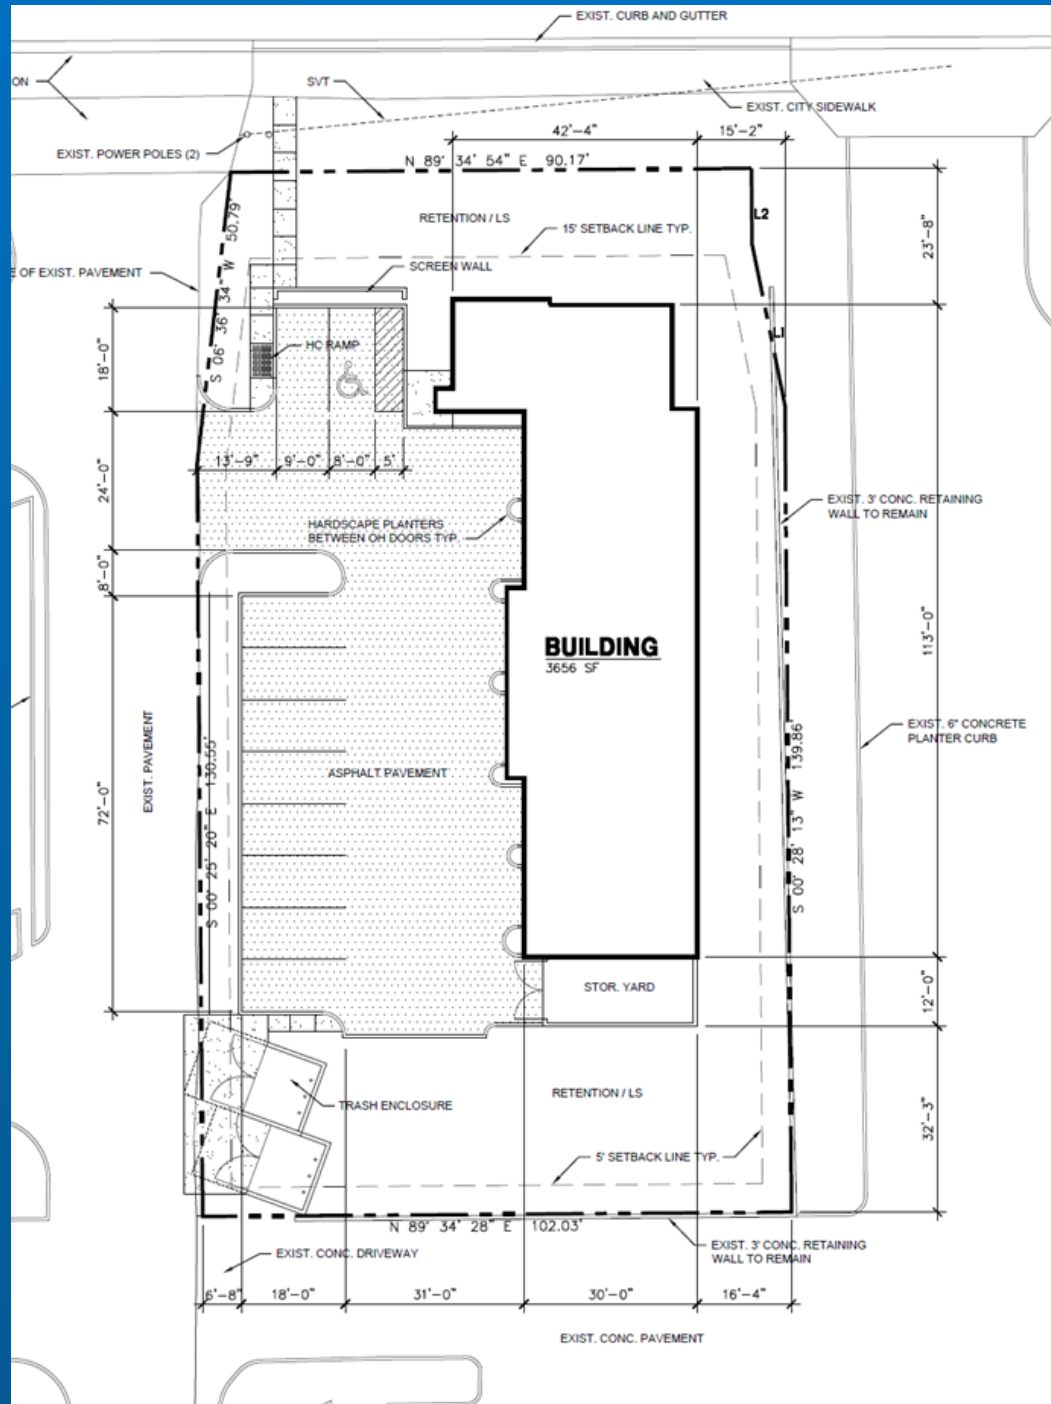 EXIST. CURB AND GUTTER
ON
SVT
EXIST. CITY SIDEWALK
EXIST. POWER POLES (2)
42'-4"
15'-2"
N 89° 34' 54" E 90.17'
L2
RETENTION / LS
15' SETBACK LINE TYP.
23'-8"
S 06° 36' 34" W 50.79'
SCREEN WALL
E OF EXIST. PAVEMENT
L1
HC RAMP
18'-0"
13'-9"
9'-0"
8'-0"
5'
24'-0"
EXIST. 3' CONC. RETAINING
WALL TO REMAIN
HARDSCAPE PLANTERS
BETWEEN OH DOORS TYP.
8'-0"
113'-0"
BUILDING
3656 SF
EXIST. 6" CONCRETE
PLANTER CURB
EXIST. PAVEMENT
ASPHALT PAVEMENT
72'-0"
S 00° 25' 20" E 130.55'
S 00° 28' 13" W 139.86'
STOR. YARD
12'-0"
RETENTION / LS
TRASH ENCLOSURE
32'-3"
5' SETBACK LINE TYP.
N 89° 34' 28" E 102.03'
EXIST. CONC. DRIVEWAY
EXIST. 3' CONC. RETAINING
WALL TO REMAIN
6'-8"
18'-0"
31'-0"
30'-0"
16'-4"
EXIST. CONC. PAVEMENT